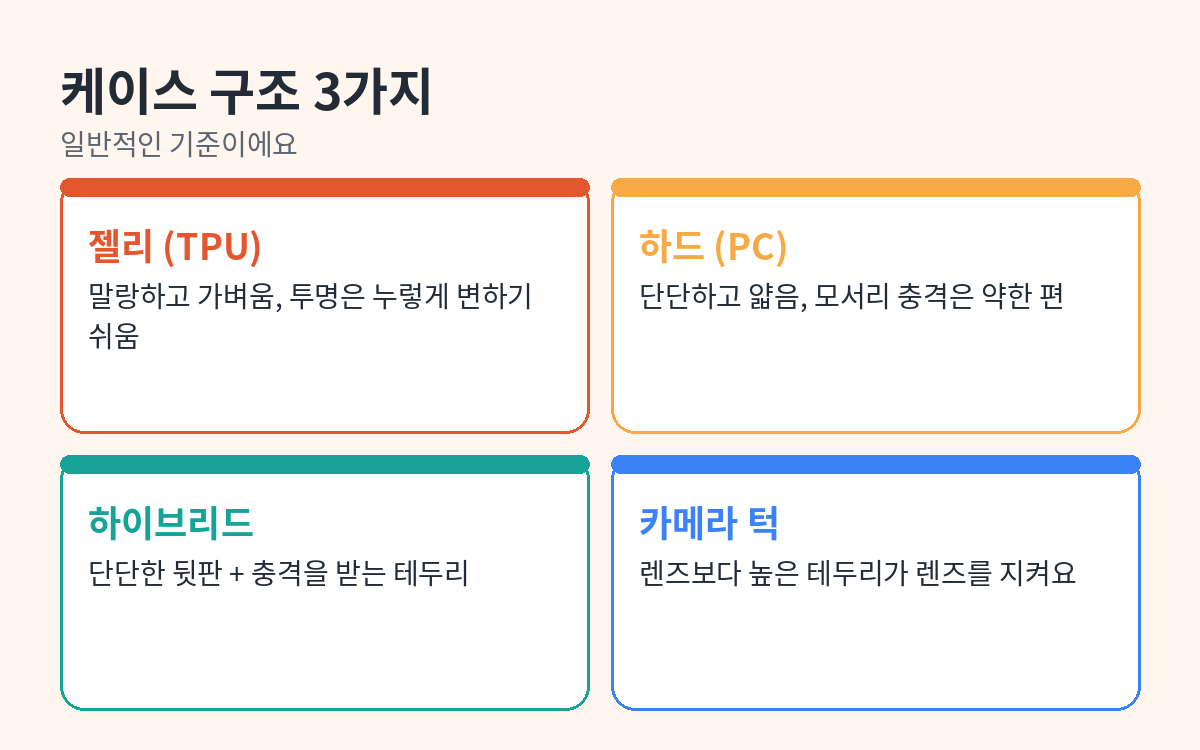 케이스 구조 3가지
일반적인 기준이에요
젤리 (TPU)
말랑하고 가벼움, 투명은 누렇게 변하기
쉬움
하드 (PC)
단단하고 얇음, 모서리 충격은 약한 편
하이브리드
단단한 뒷판 + 충격을 받는 테두리
카메라 턱
렌즈보다 높은 테두리가 렌즈를 지켜요